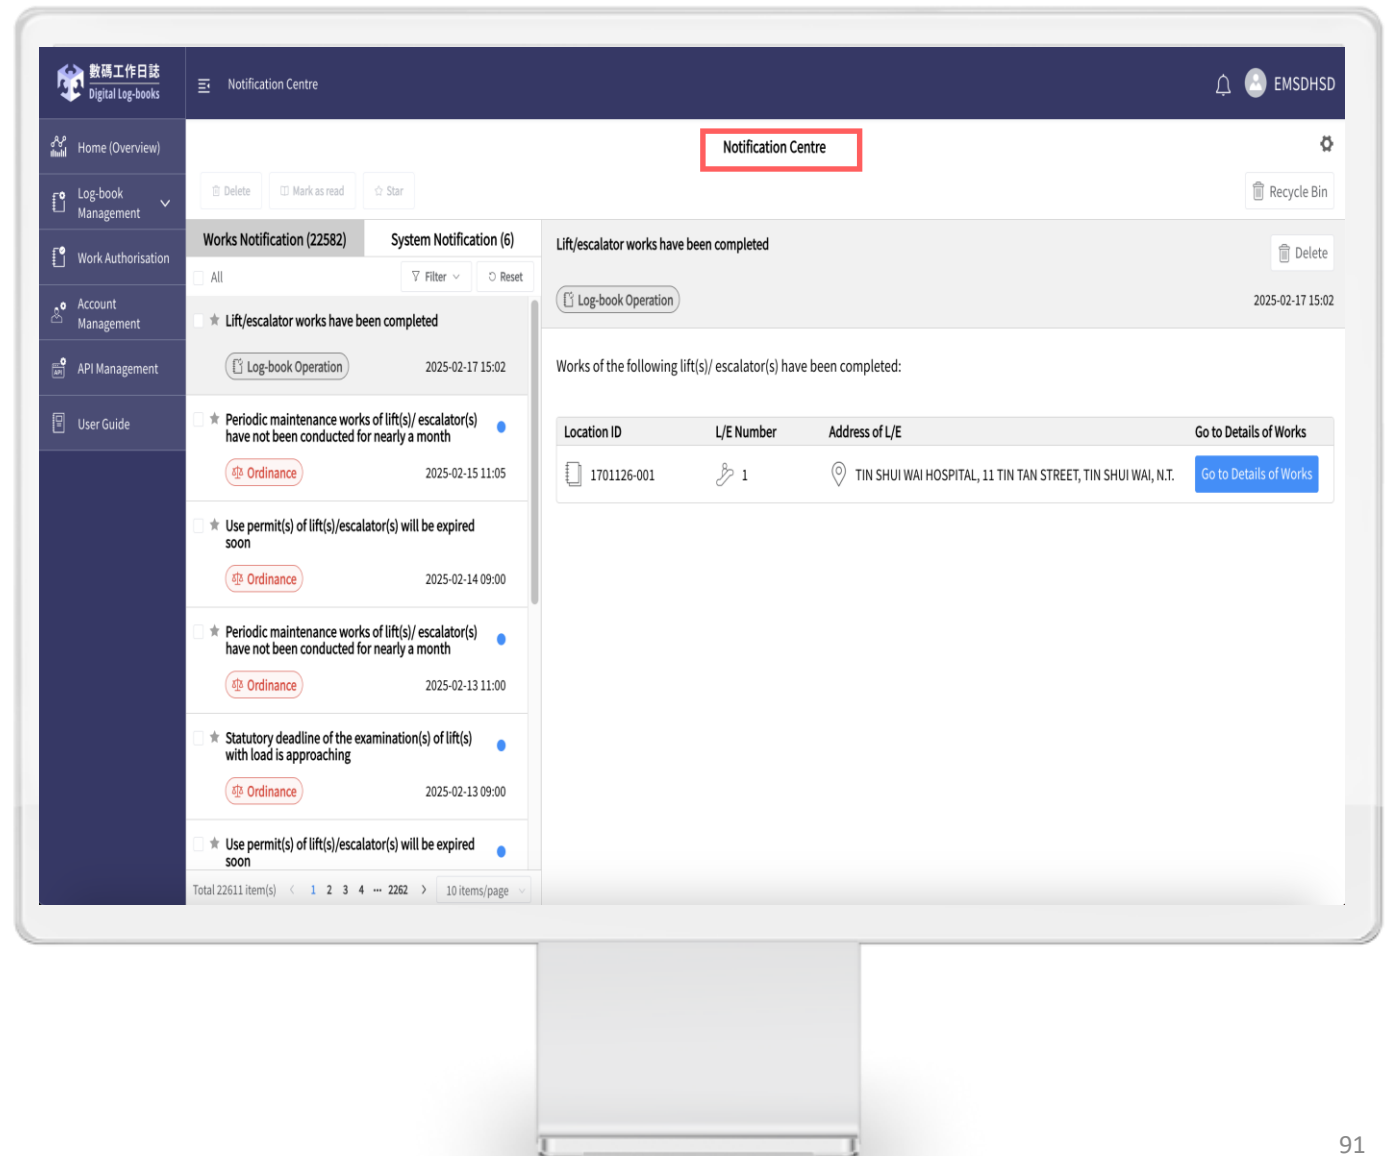 數碼工作日誌
Digital Log-books
Notification Centre
EMSDHSD
Home (Overview)
Log-book
Management
Work Authorisation
Account
Management
API Management
User Guide
Notification Centre
Delete
Mark as read
Star
Recycle Bin
Works Notification (22582)
System Notification (6)
All
Filter
Reset
Lift/escalator works have been completed
Log-book Operation
2025-02-17 15:02
Periodic maintenance works of lift(s)/ escalator(s)
have not been conducted for nearly a month
Ordinance
2025-02-15 11:05
Use permit(s) of lift(s)/escalator(s) will be expired
soon
Ordinance
2025-02-14 09:00
Periodic maintenance works of lift(s)/ escalator(s)
have not been conducted for nearly a month
Ordinance
2025-02-13 11:00
Statutory deadline of the examination(s) of lift(s)
with load is approaching
Ordinance
2025-02-13 09:00
Use permit(s) of lift(s)/escalator(s) will be expired
soon
Total 22611 item(s) < 1 2 3 4 ··· 2262 > 10 items/page
Lift/escalator works have been completed
Delete
Log-book Operation
2025-02-17 15:02
Works of the following lift(s)/ escalator(s) have been completed:
Location ID L/E Number Address of L/E Go to Details of Works
1701126-001 1 TIN SHUI WAI HOSPITAL, 11 TIN TAN STREET, TIN SHUI WAI, N.T. Go to Details of Works
91